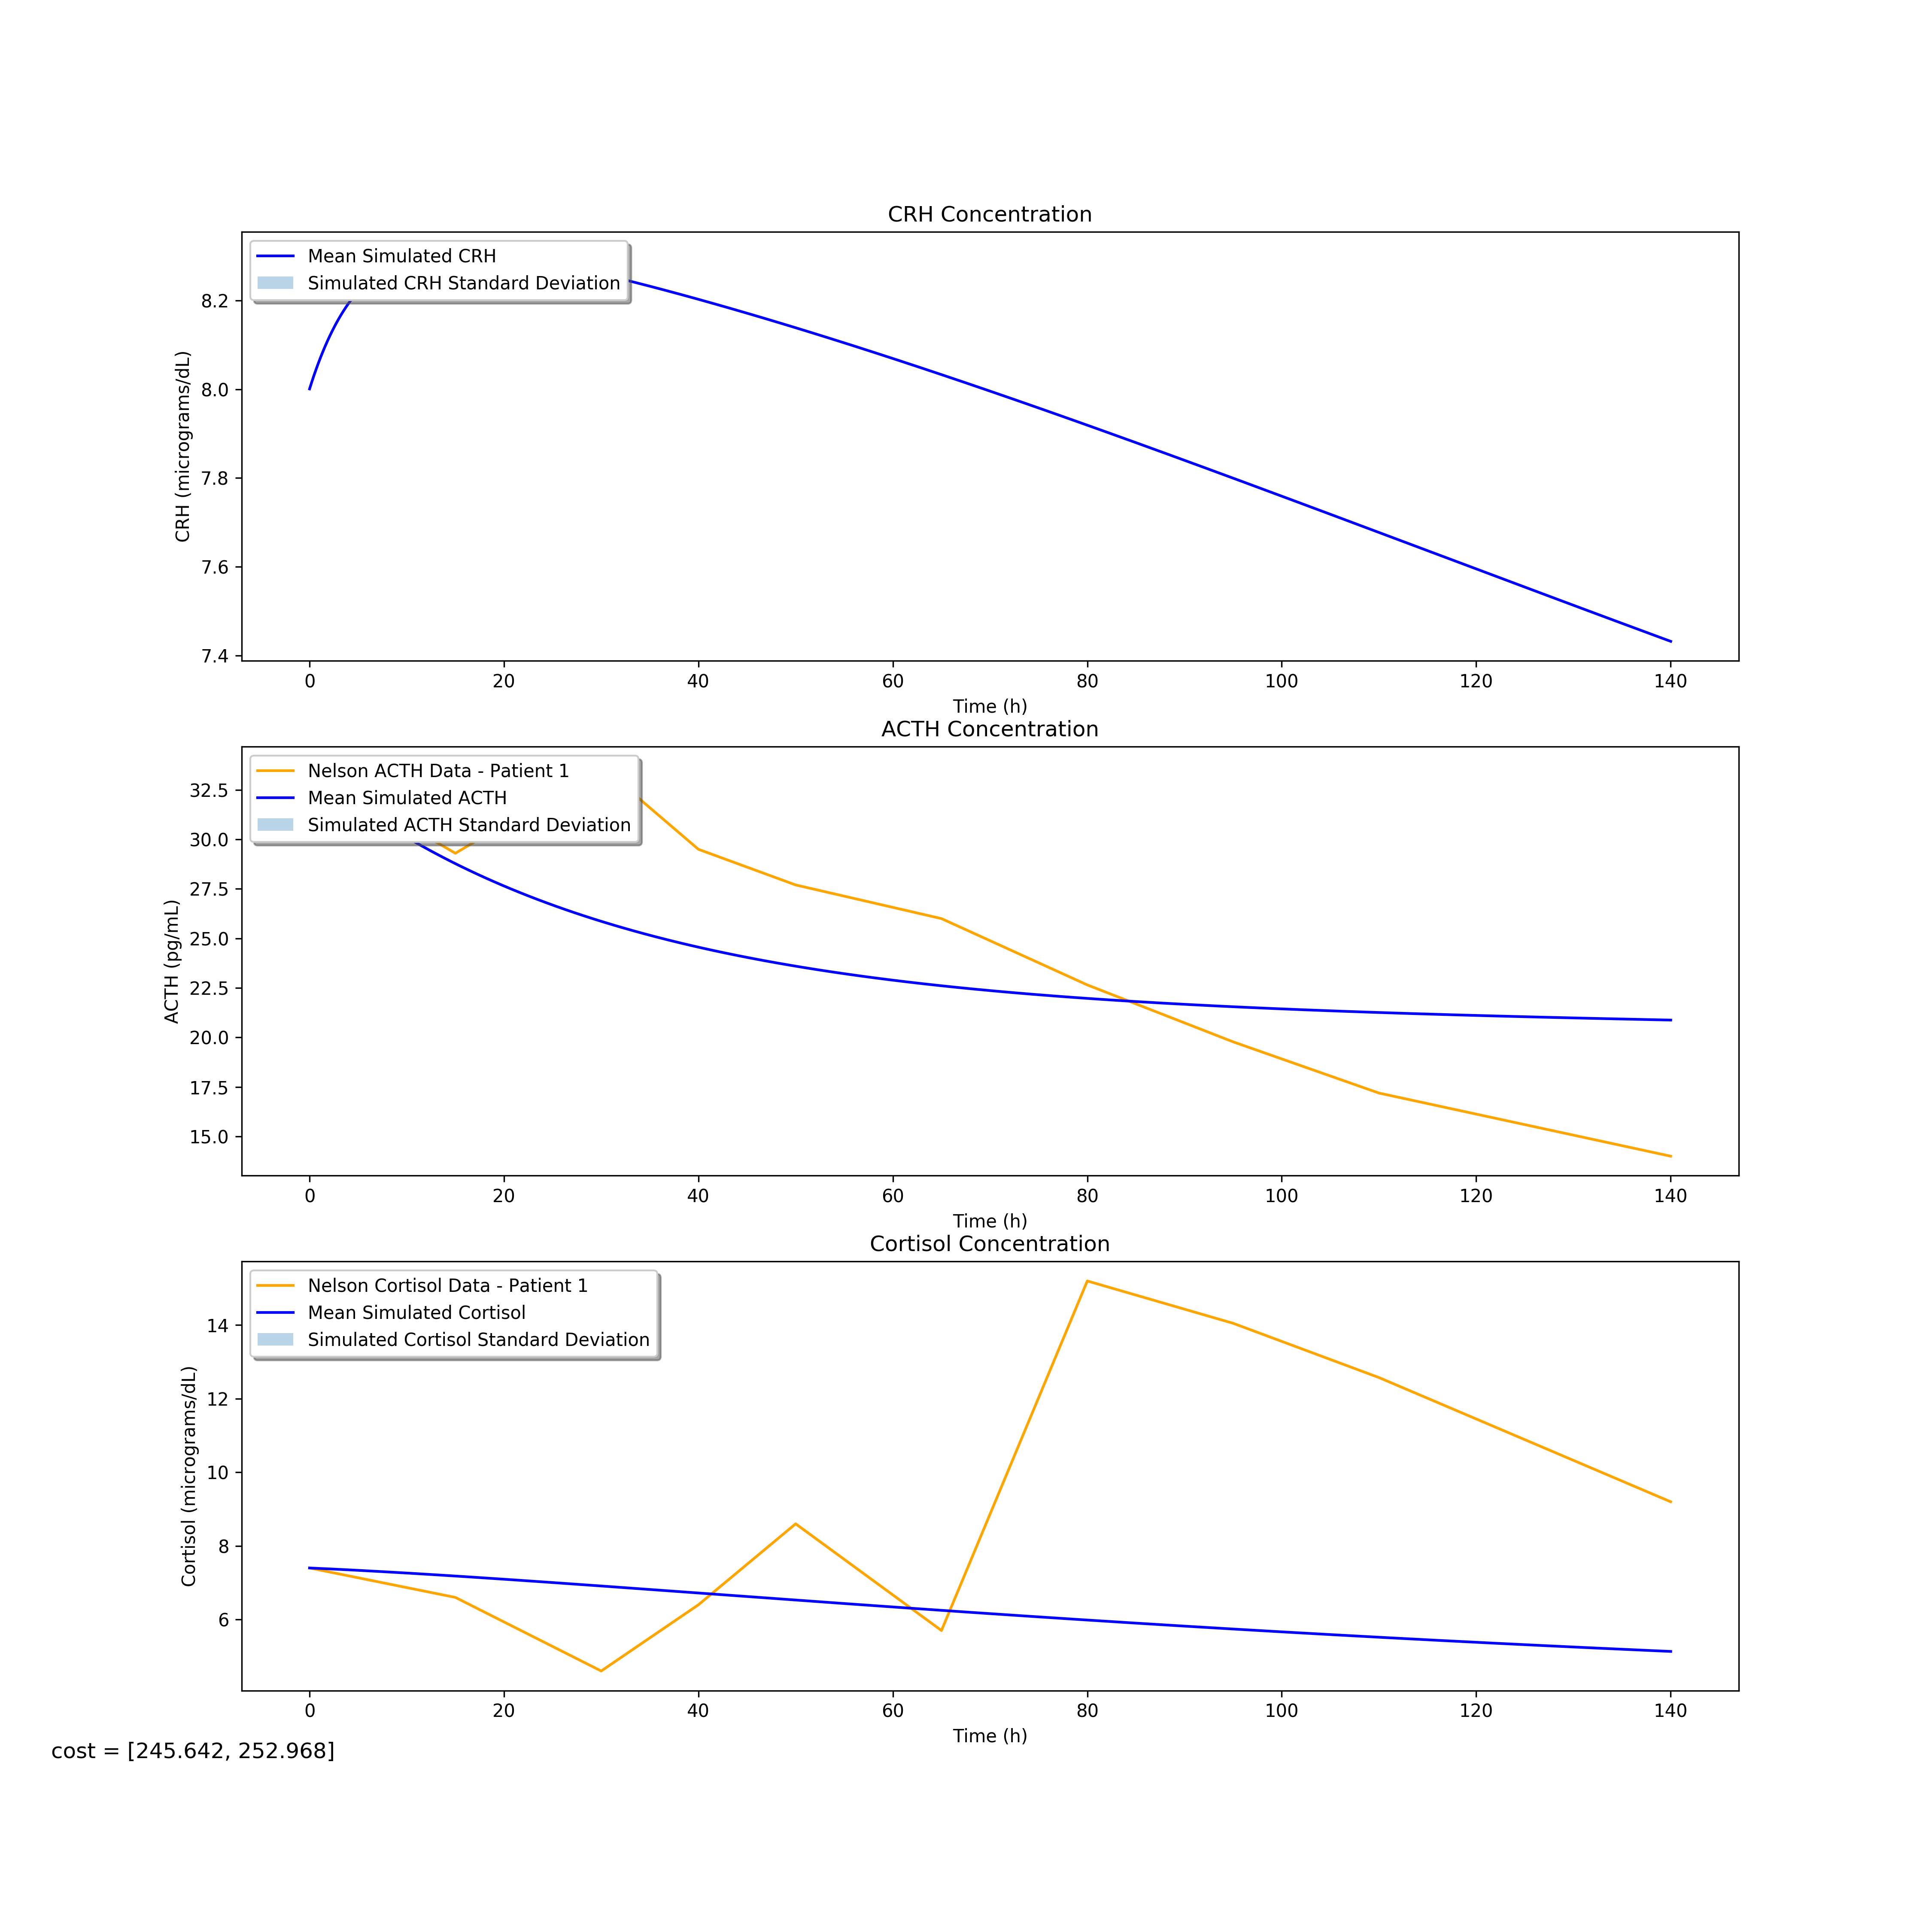 CRH Concentration
Mean Simulated CRH
Simulated CRH Standard Deviation
CRH (micrograms/dL)
8.2
8.0
7.8
7.6
7.4
0 20 40 60 80 100 120 140
Time (h)
ACTH Concentration
Nelson ACTH Data - Patient 1
Mean Simulated ACTH
Simulated ACTH Standard Deviation
ACTH (pg/mL)
32.5
30.0
27.5
25.0
22.5
20.0
17.5
15.0
0 20 40 60 80 100 120 140
Time (h)
Cortisol Concentration
Nelson Cortisol Data - Patient 1
Mean Simulated Cortisol
Simulated Cortisol Standard Deviation
Cortisol (micrograms/dL)
14
12
10
8
6
0 20 40 60 80 100 120 140
Time (h)
cost = [245.642, 252.968]